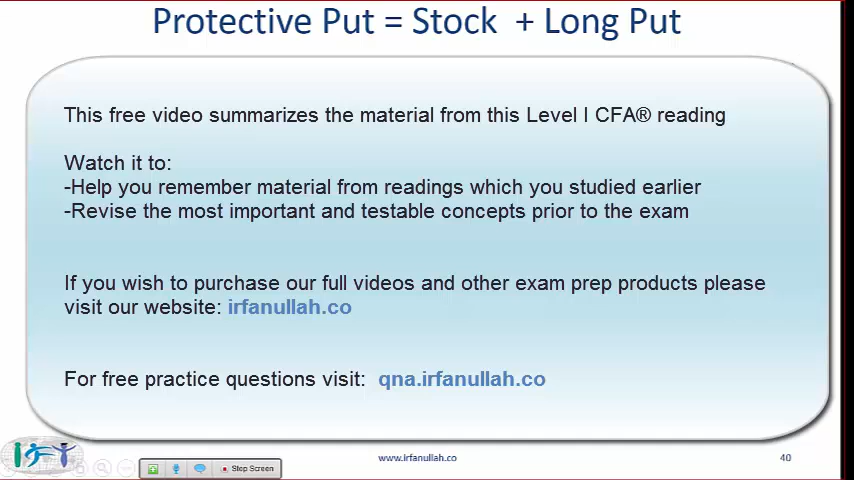 Protective Put = Stock + Long Put
This free video summarizes the material from this Level I CFA® reading
Watch it to:
-Help you remember material from readings which you studied earlier
-Revise the most important and testable concepts prior to the exam
If you wish to purchase our full videos and other exam prep products please
visit our website: irfanullah.co
For free practice questions visit: qna.irfanullah.co
IFT
Stop Screen
www.irfanullah.co
40